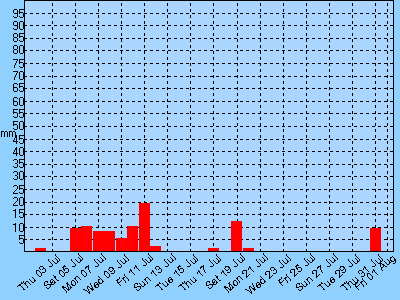 95
90
85
80
75
70
65
60
55
50
mm
45
40
35
30
25
20
15
10
5
Thu 03 Jul
Sat 05 Jul
Mon 07 Jul
Wed 09 Jul
Fri 11 Jul
Sun 13 Jul
Tue 15 Jul
Thu 17 Jul
Sat 19 Jul
Mon 21 Jul
Wed 23 Jul
Fri 25 Jul
Sun 27 Jul
Tue 29 Jul
Thu 31 Jul
Fri 01 Aug